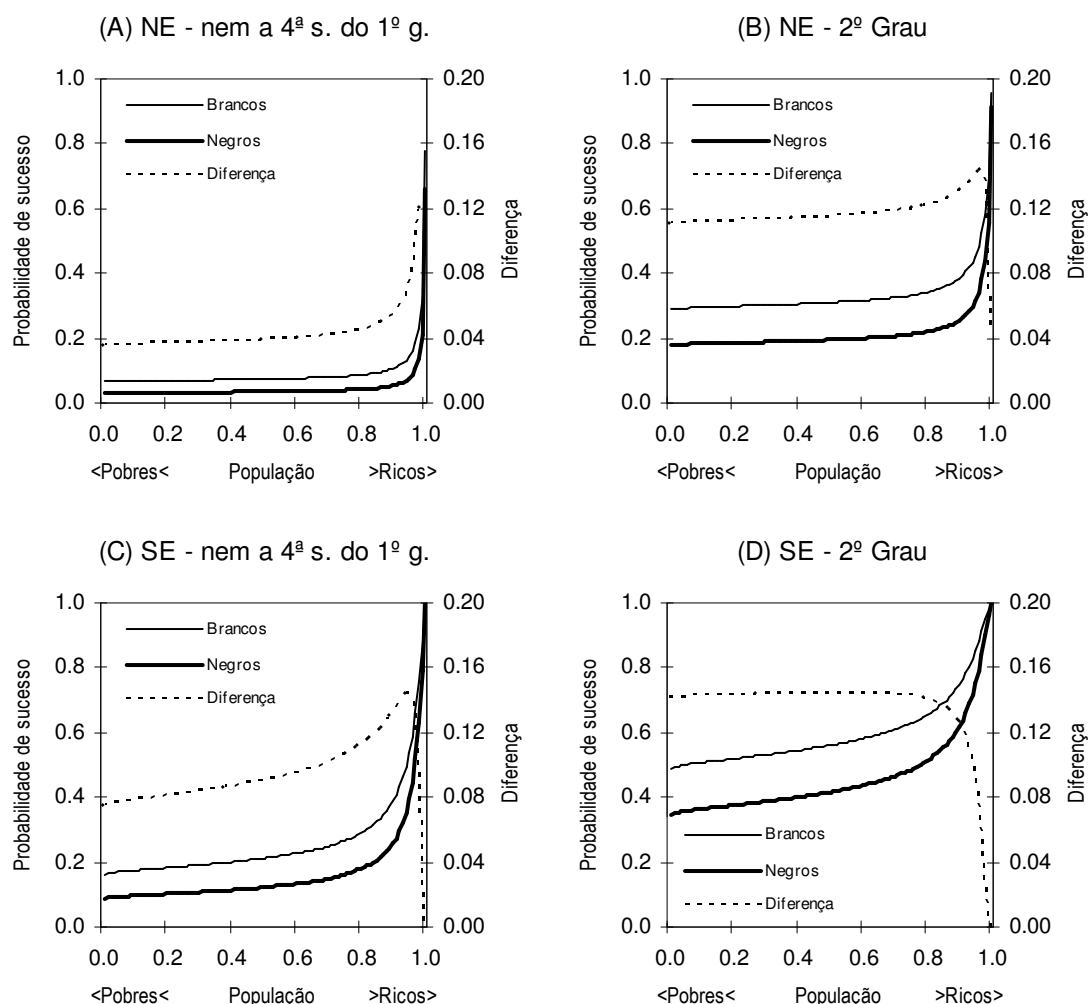 (A) NE - nem a 4ª s. do 1º g.
Probabilidade de sucesso
1.0
0.8
0.6
0.4
0.2
0.0
Brancos
Negros
Diferença
0.20
0.16
0.12
0.08
0.04
0.00
Diferença
0.0 0.2 0.4 0.6 0.8 1.0
<Pobres< População >Ricos>
(B) NE - 2º Grau
Probabilidade de sucesso
1.0
0.8
0.6
0.4
0.2
0.0
Brancos
Negros
Diferença
0.20
0.16
0.12
0.08
0.04
0.00
Diferença
0.0 0.2 0.4 0.6 0.8 1.0
<Pobres< População >Ricos>
(C) SE - nem a 4ª s. do 1º g.
Probabilidade de sucesso
1.0
0.8
0.6
0.4
0.2
0.0
Brancos
Negros
Diferença
0.20
0.16
0.12
0.08
0.04
0.00
Diferença
0.0 0.2 0.4 0.6 0.8 1.0
<Pobres< População >Ricos>
(D) SE - 2º Grau
Probabilidade de sucesso
1.0
0.8
0.6
0.4
0.2
0.0
Brancos
Negros
Diferença
0.20
0.16
0.12
0.08
0.04
0.00
Diferença
0.0 0.2 0.4 0.6 0.8 1.0
<Pobres< População >Ricos>